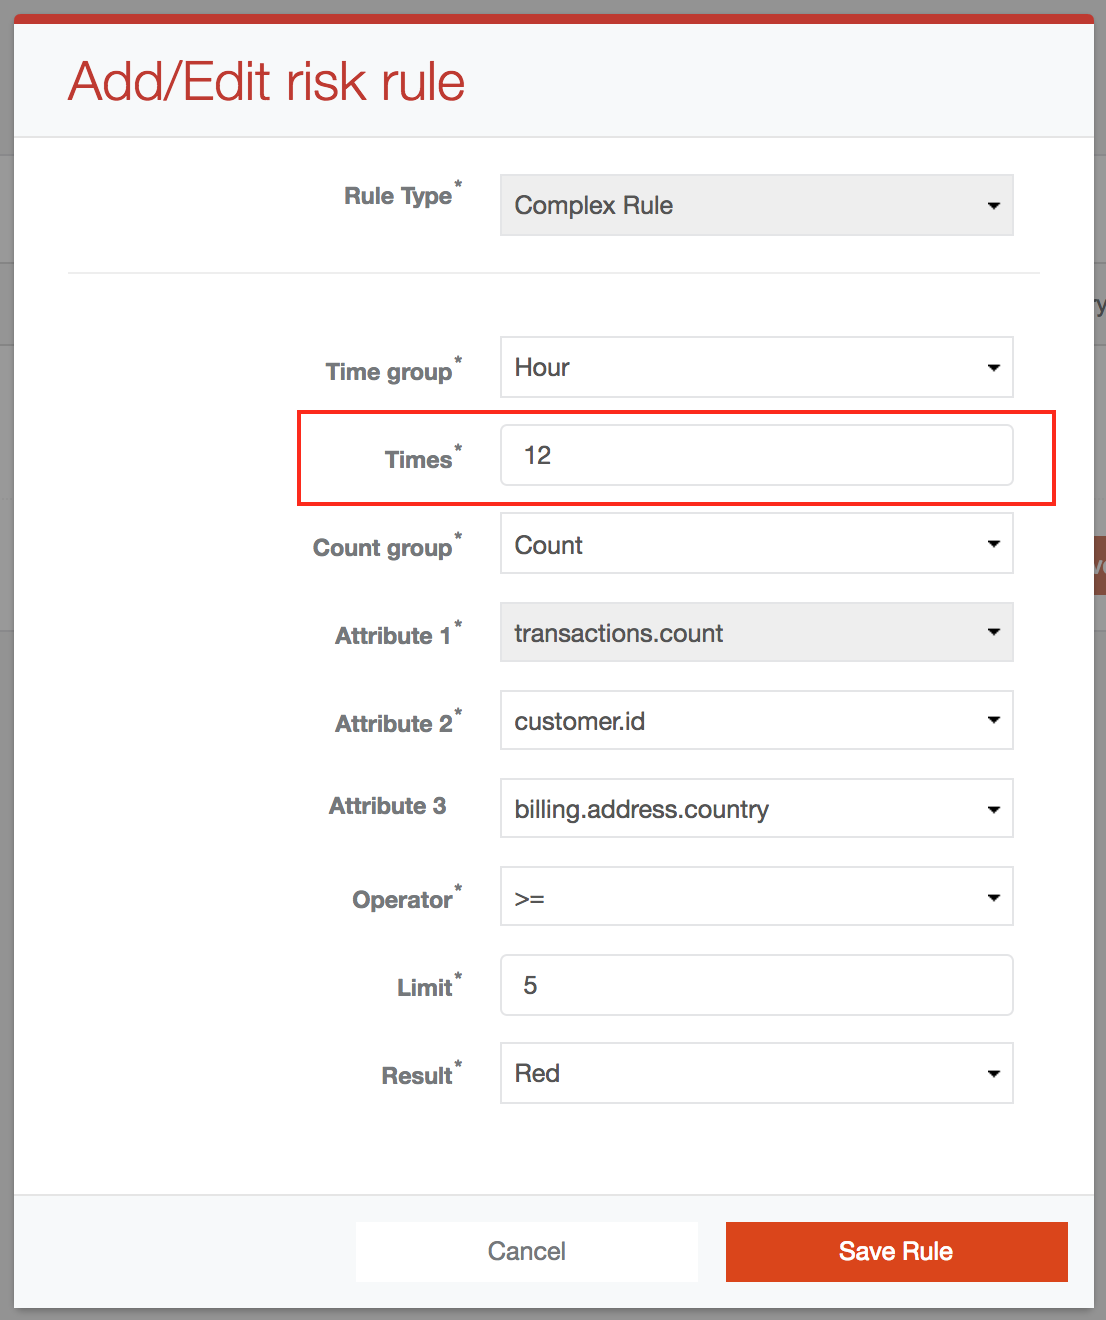 Add/Edit risk rule
Rule Type* Complex Rule
Time group* Hour
Times* 12
Count group* Count
Attribute 1* transactions.count
Attribute 2* customer.id
Attribute 3 billing.address.country
Operator* >=
Limit* 5
Result* Red
Cancel Save Rule